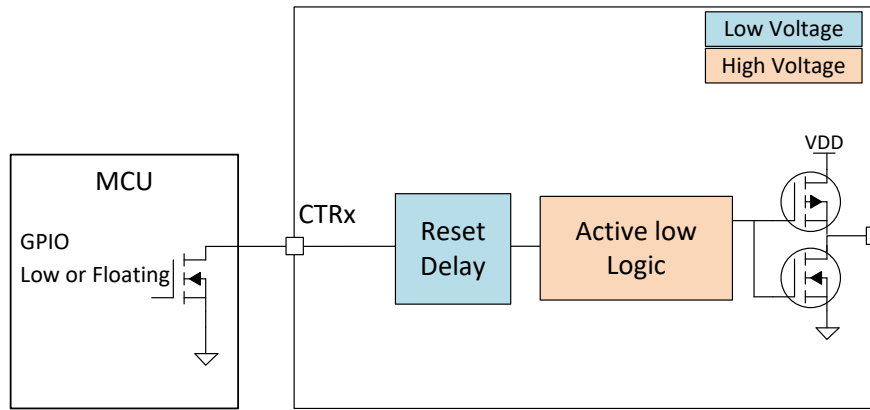 Low Voltage
High Voltage
VDD
MCU
CTRx
GPIO
Low or Floating
Reset
Delay
Active low
Logic